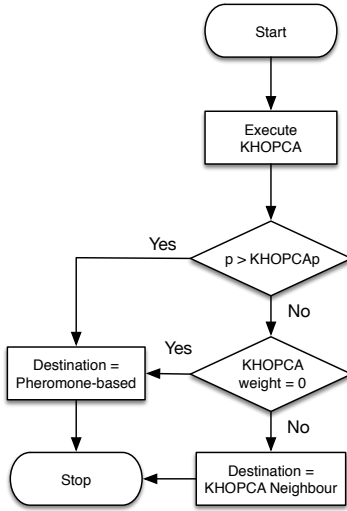 Start
Execute
KHOPCA
p > KHOPCAp
Yes
No
KHOPCA
weight = 0
Yes
Destination =
Pheromone-based
No
Destination =
KHOPCA Neighbour
Stop